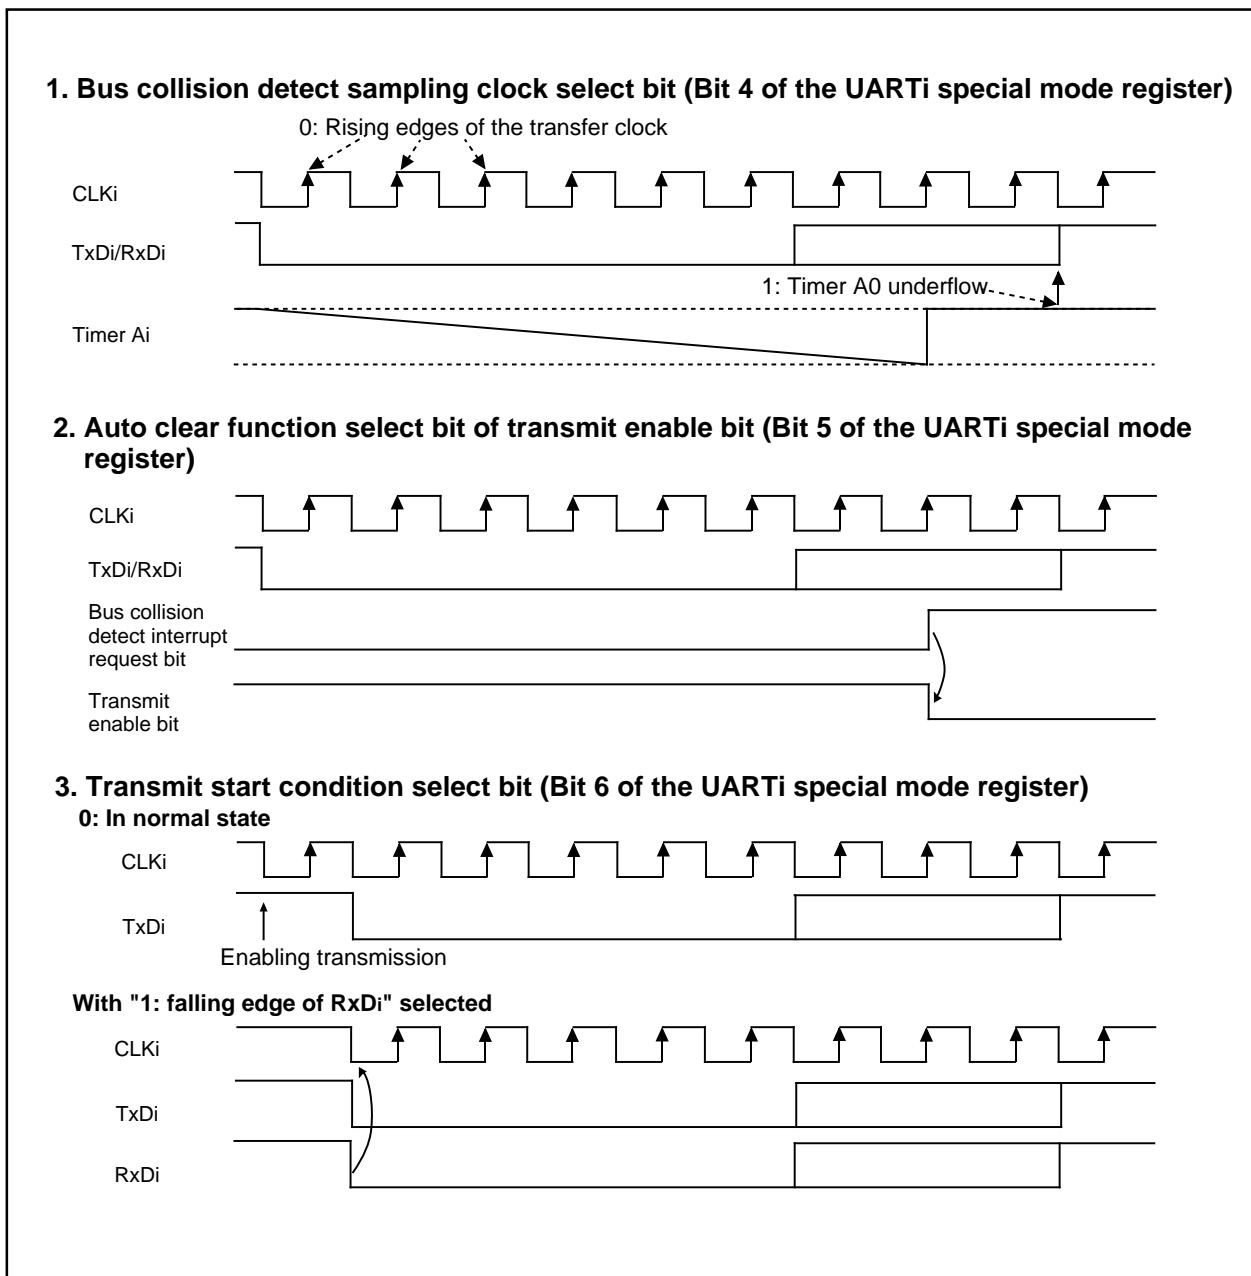 1. Bus collision detect sampling clock select bit (Bit 4 of the UARTi special mode register)
0: Rising edges of the transfer clock
CLKi
TxDi/RxDi
1: Timer A0 underflow
Timer Ai
2. Auto clear function select bit of transmit enable bit (Bit 5 of the UARTi special mode
register)
CLKi
TxDi/RxDi
Bus collision
detect interrupt
request bit
Transmit
enable bit
3. Transmit start condition select bit (Bit 6 of the UARTi special mode register)
0: In normal state
CLKi
TxDi
Enabling transmission
With "1: falling edge of RxDi" selected
CLKi
TxDi
RxDi